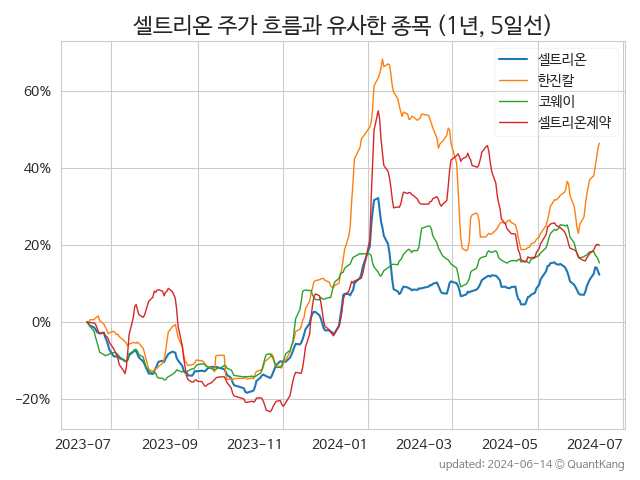 셀트리온 주가 흐름과 유사한 종목 (1년, 5일선)
셀트리온
한진칼
코웨이
셀트리온제약
60%
40%
20%
0%
−20%
2023-07 2023-09 2023-11 2024-01 2024-03 2024-05 2024-07
updated: 2024-06-14 © QuantKang